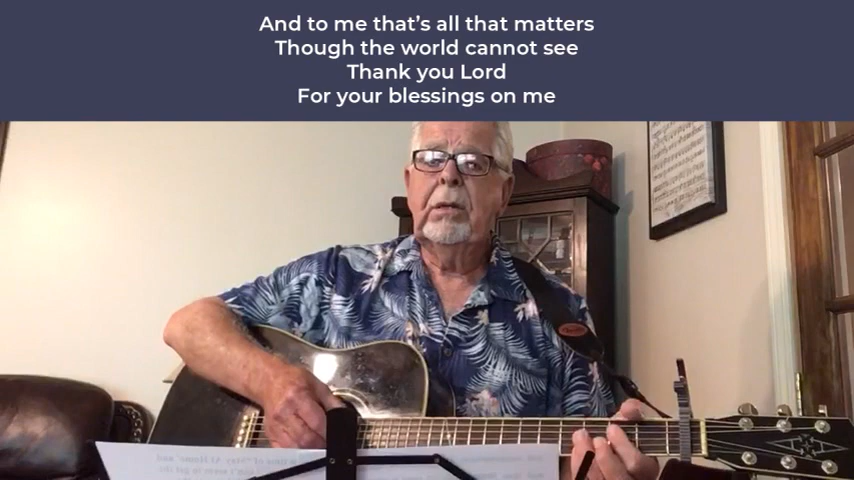 And to me that's all that matters
Though the world cannot see
Thank you Lord
For your blessings on me